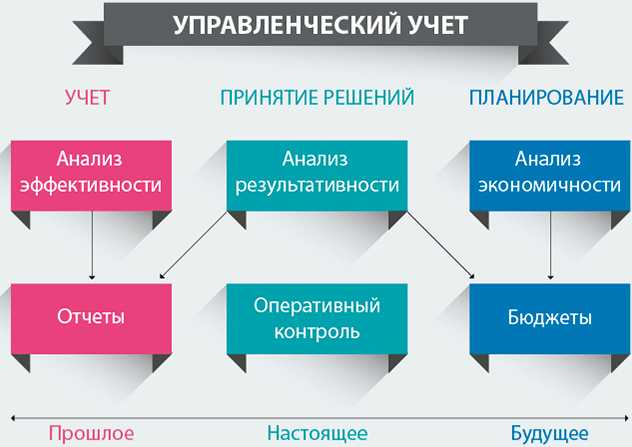 УПРАВЛЕНЧЕСКИЙ УЧЕТ
УЧЕТ
ПРИНЯТИЕ РЕШЕНИЙ
ПЛАНИРОВАНИЕ
Анализ
эффективности
Анализ
результативности
Анализ
экономичности
Отчеты
Оперативный
контроль
Бюджеты
Прошлое
Настоящее
Будущее